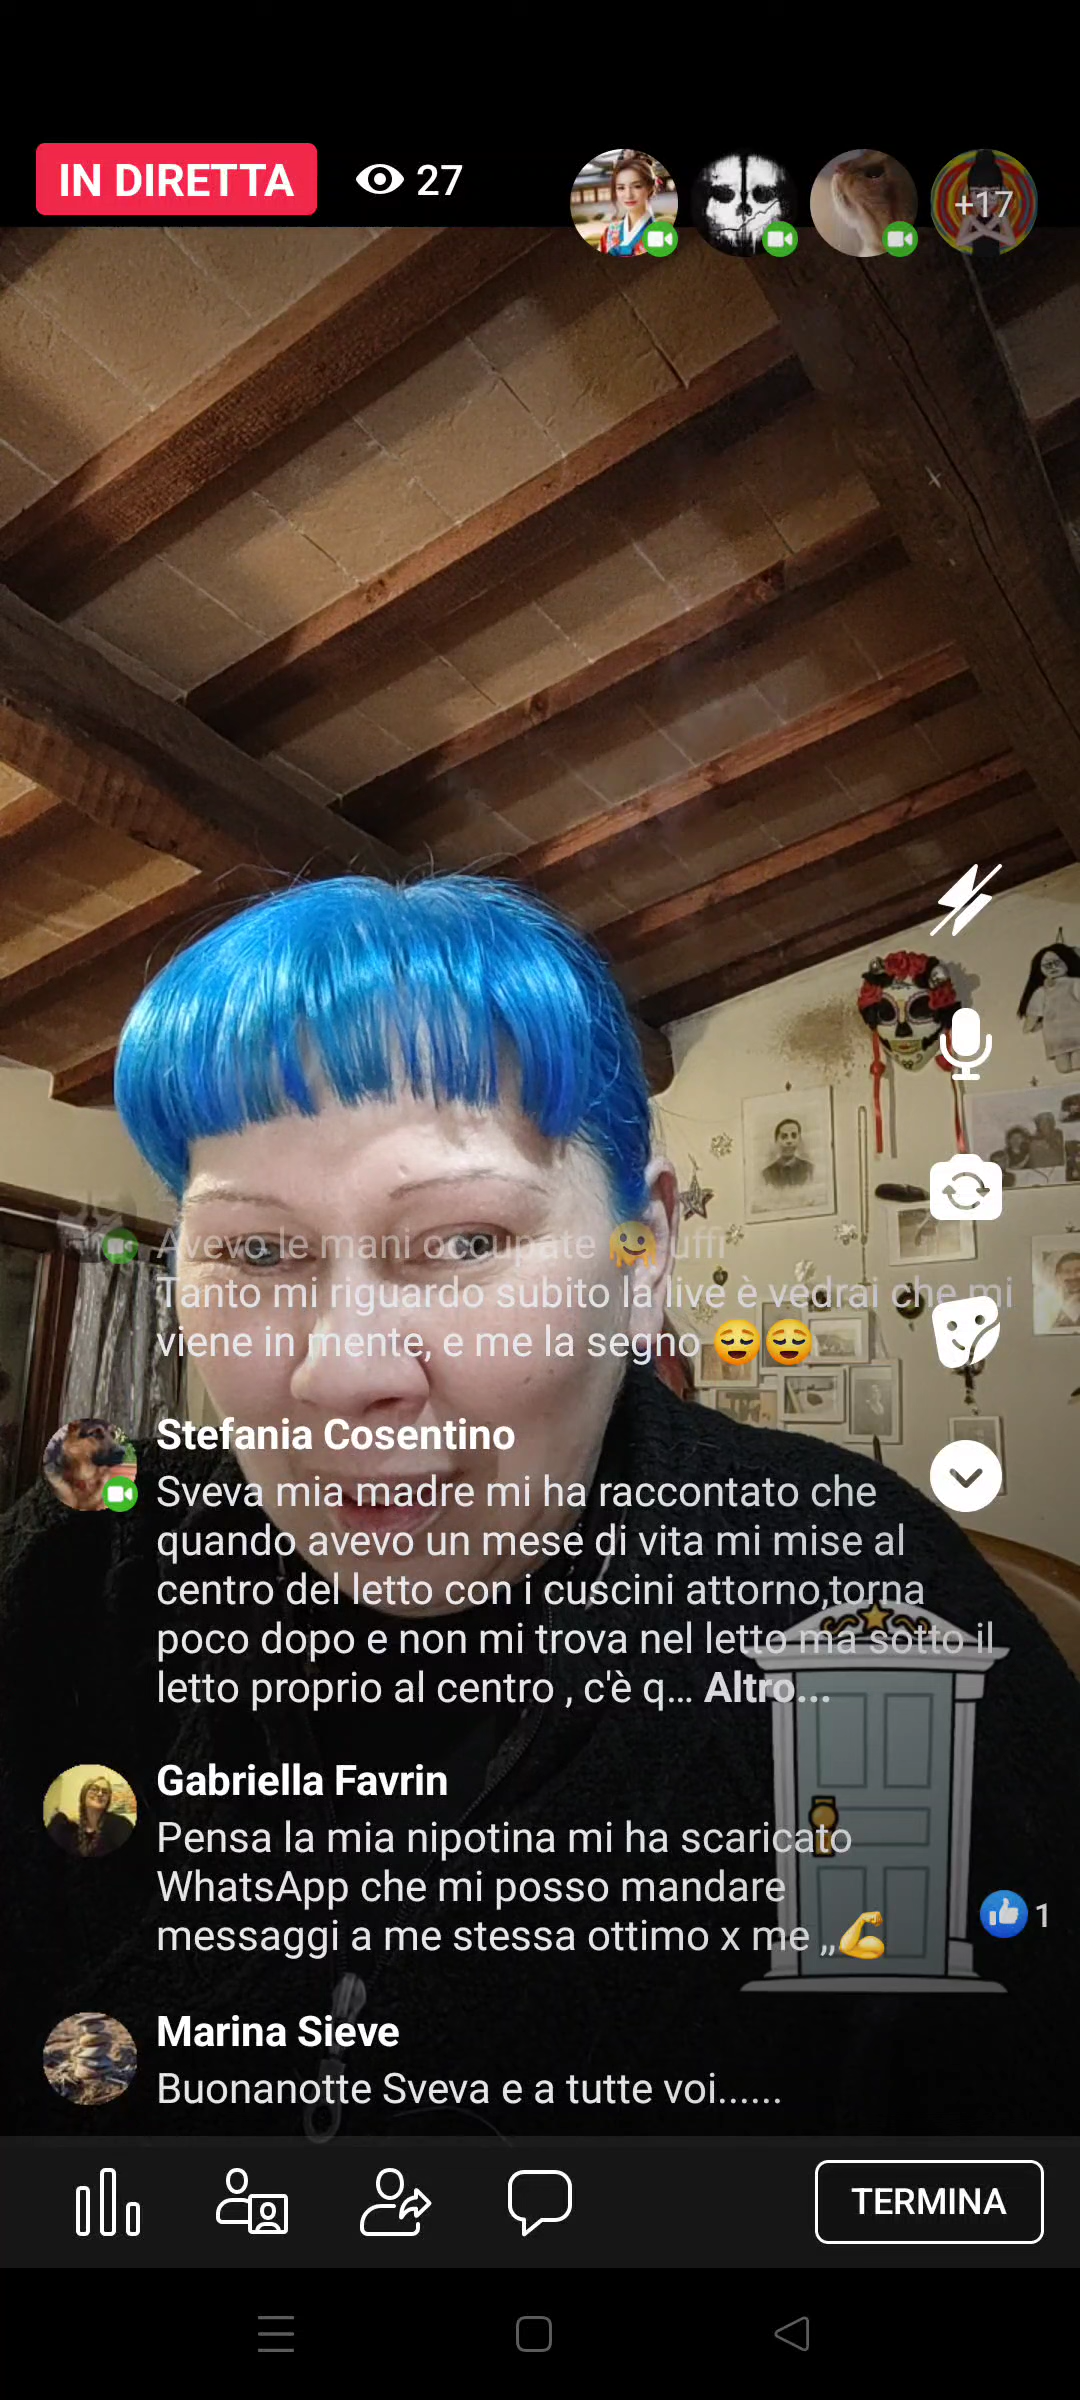 IN DIRETTA
27
+17
Avevo le mani occupate 🫠 uffi
Tanto mi riguardo subito la live è vedrai che mi
viene in mente, e me la segno 😌😌
Stefania Cosentino
Sveva mia madre mi ha raccontato che
quando avevo un mese di vita mi mise al
centro del letto con i cuscini attorno,torna
poco dopo e non mi trova nel letto ma sotto il
letto proprio al centro , c'è q... Altro...
Gabriella Favrin
Pensa la mia nipotina mi ha scaricato
WhatsApp che mi posso mandare
messaggi a me stessa ottimo x me ,,💪
1
Marina Sieve
Buonanotte Sveva e a tutte voi......
TERMINA